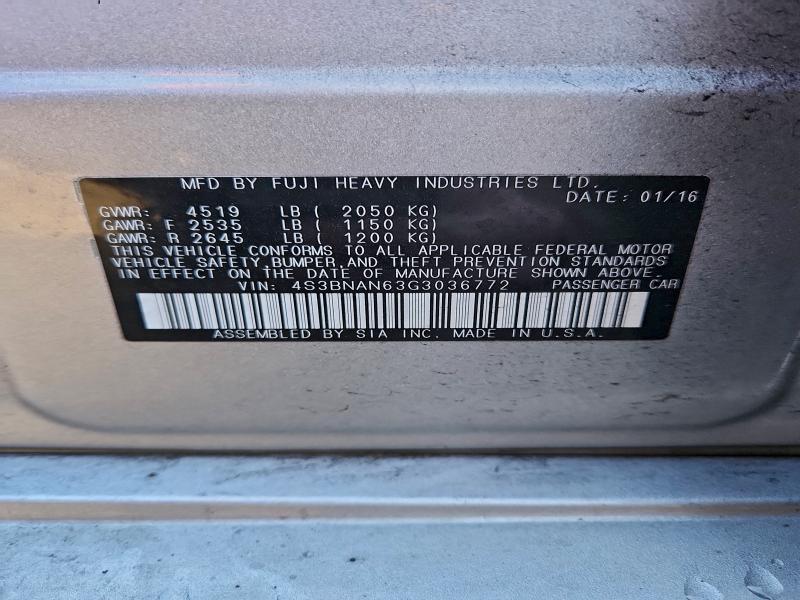 MFD BY FUJI HEAVY INDUSTRIES LTD.
DATE: 01/16
GVWR: 4519 LB ( 2050 KG)
GAWR: F 2535 LB ( 1150 KG)
GAWR: R 2645 LB ( 1200 KG)
THIS VEHICLE CONFORMS TO ALL APPLICABLE FEDERAL MOTOR
VEHICLE SAFETY, BUMPER, AND THEFT PREVENTION STANDARDS
IN EFFECT ON THE DATE OF MANUFACTURE SHOWN ABOVE.
VIN: 4S3BNAN63G3036772 PASSENGER CAR
ASSEMBLED BY SIA INC. MADE IN U.S.A.